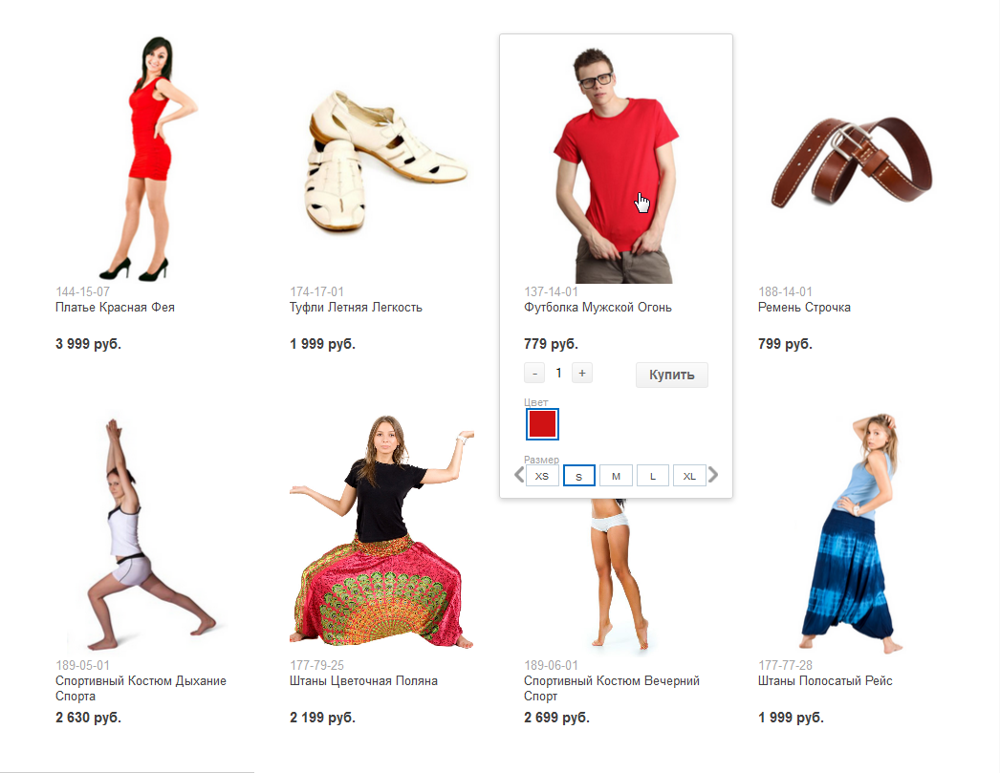 144-15-07
Платье Красная Фея
3 999 руб.
174-17-01
Туфли Летняя Легкость
1 999 руб.
137-14-01
Футболка Мужской Огонь
779 руб.
- 1 + Купить
Цвет
Размер
XS S M L XL
188-14-01
Ремень Строчка
799 руб.
189-05-01
Спортивный Костюм Дыхание
Спорта
2 630 руб.
177-79-25
Штаны Цветочная Поляна
2 199 руб.
189-06-01
Спортивный Костюм Вечерний
Спорт
2 699 руб.
177-77-28
Штаны Полосатый Рейс
1 999 руб.